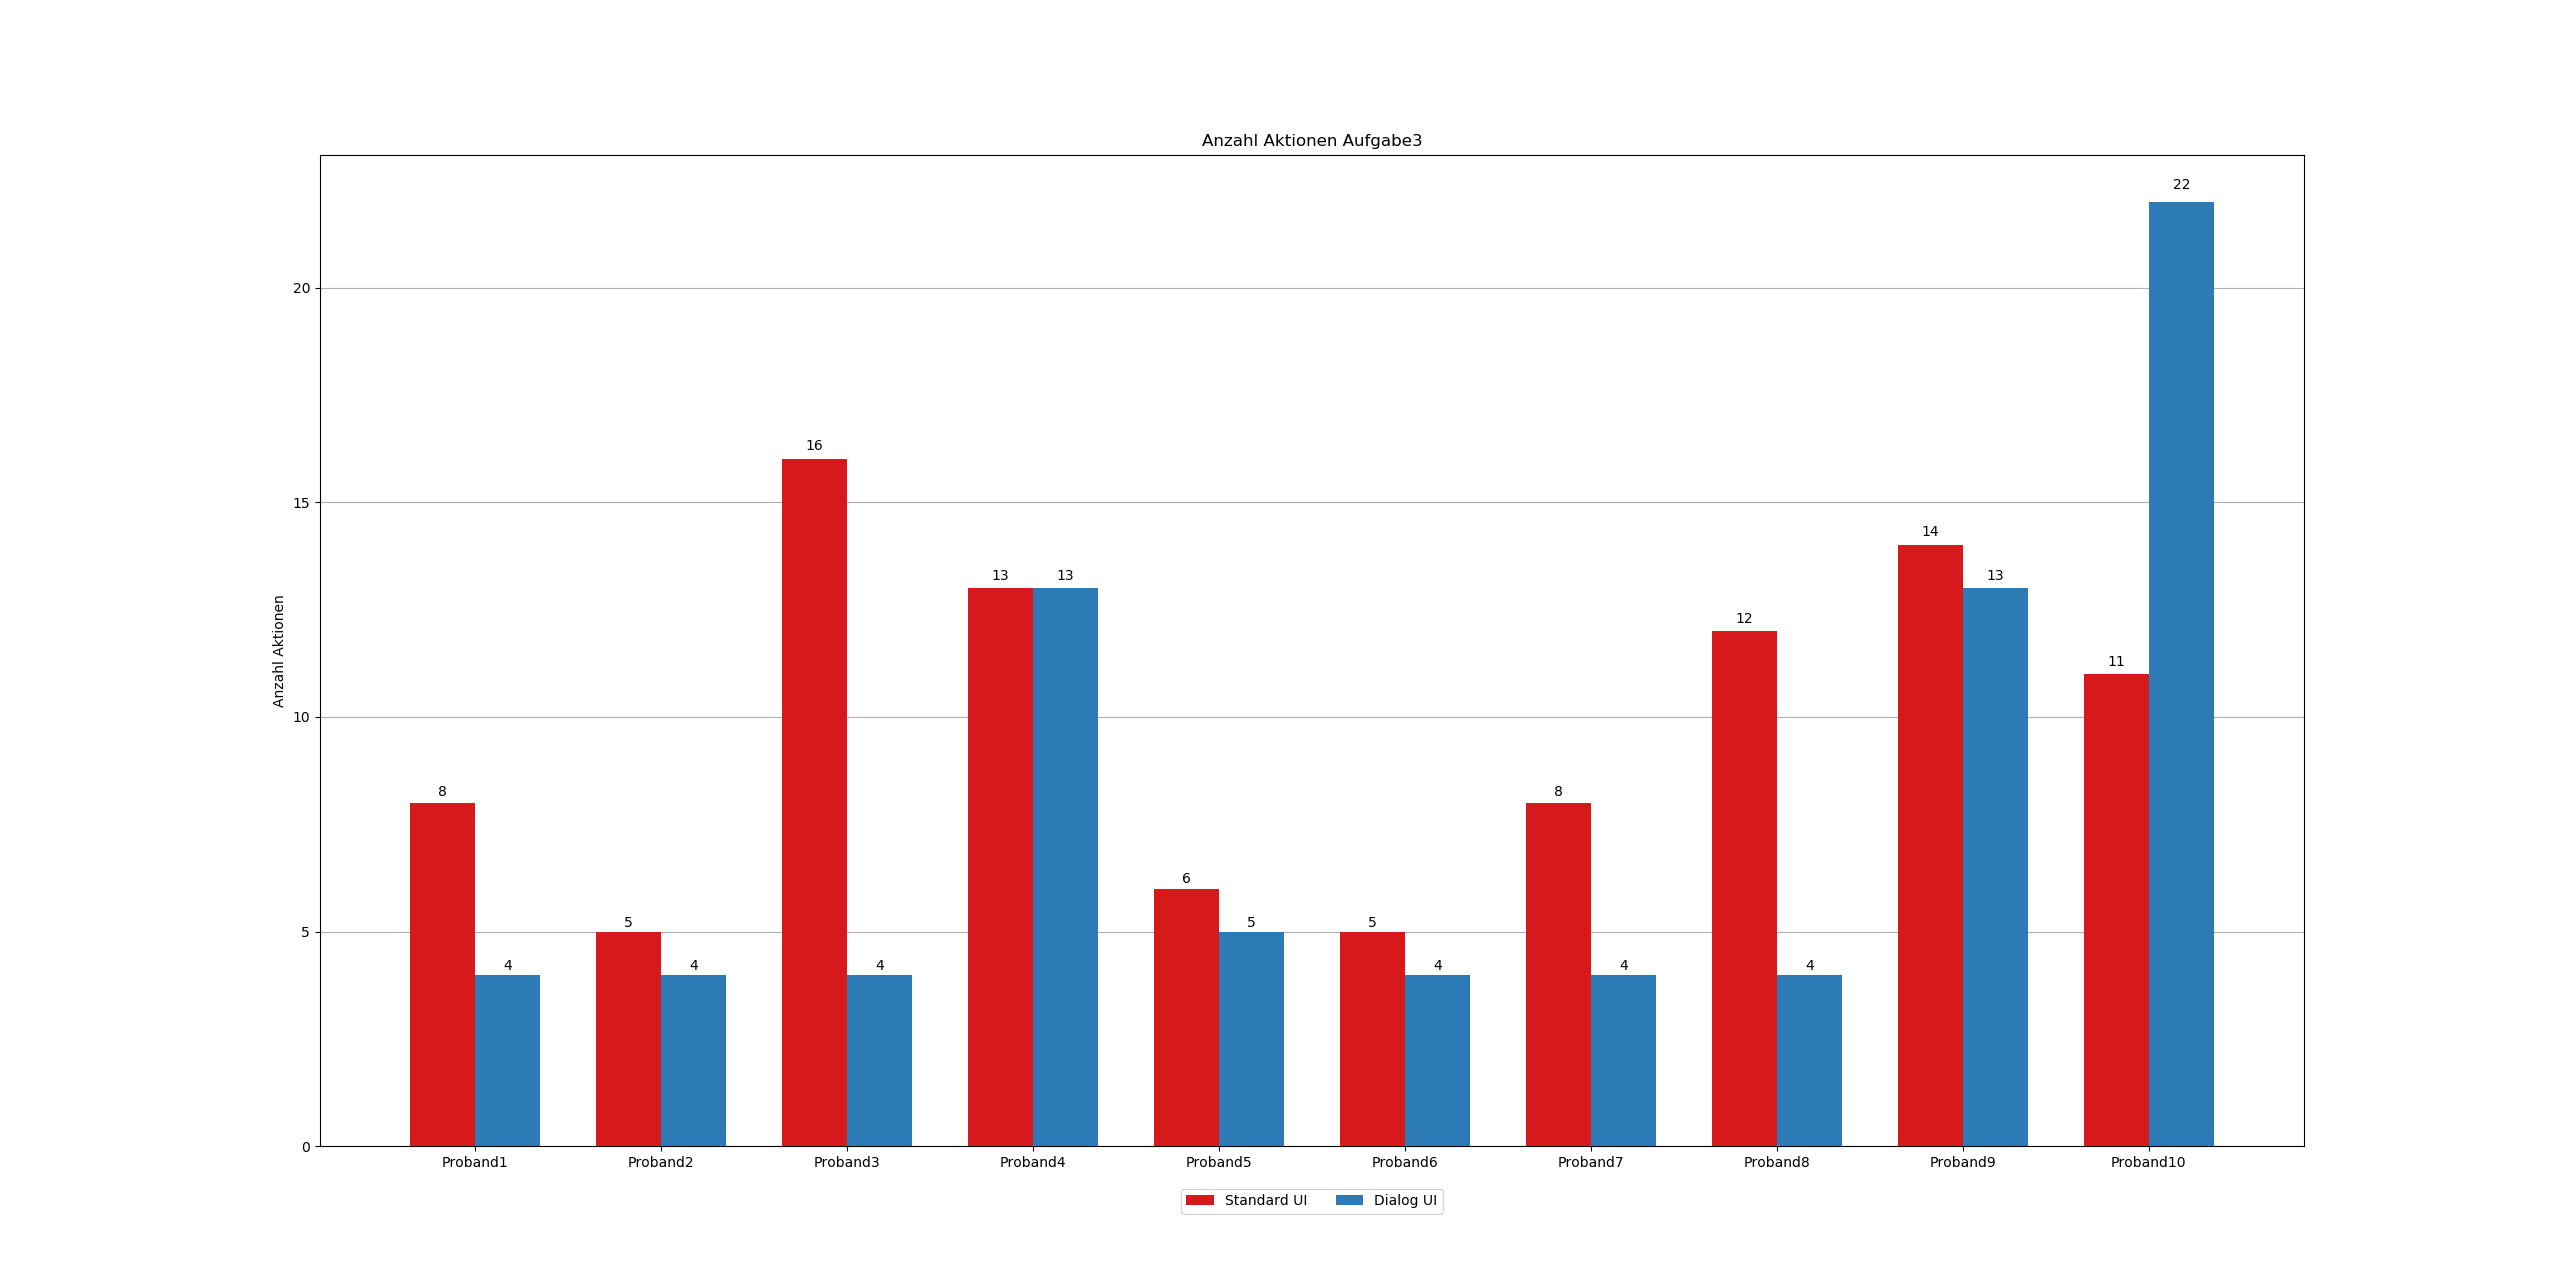 Anzahl Aktionen Aufgabe3
Anzahl Aktionen
20
15
10
5
0
8
4
5
4
16
4
13
13
6
5
5
4
8
4
12
4
14
13
11
22
Proband1
Proband2
Proband3
Proband4
Proband5
Proband6
Proband7
Proband8
Proband9
Proband10
Standard UI
Dialog UI